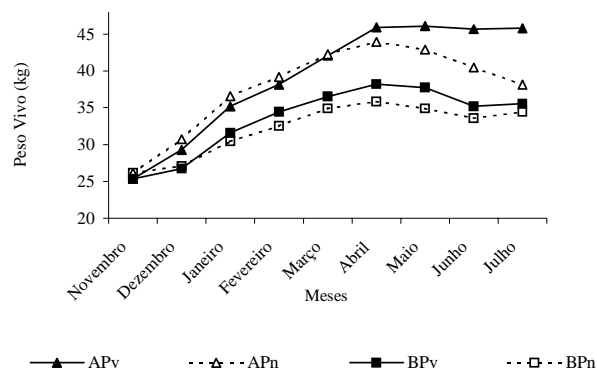 45
40
35
30
25
20
Peso Vivo (kg)
Novembro
Dezembro
Janeiro
Fevereiro
Março
Abril
Maio
Junho
Julho
Meses
APv APn BPv BPn